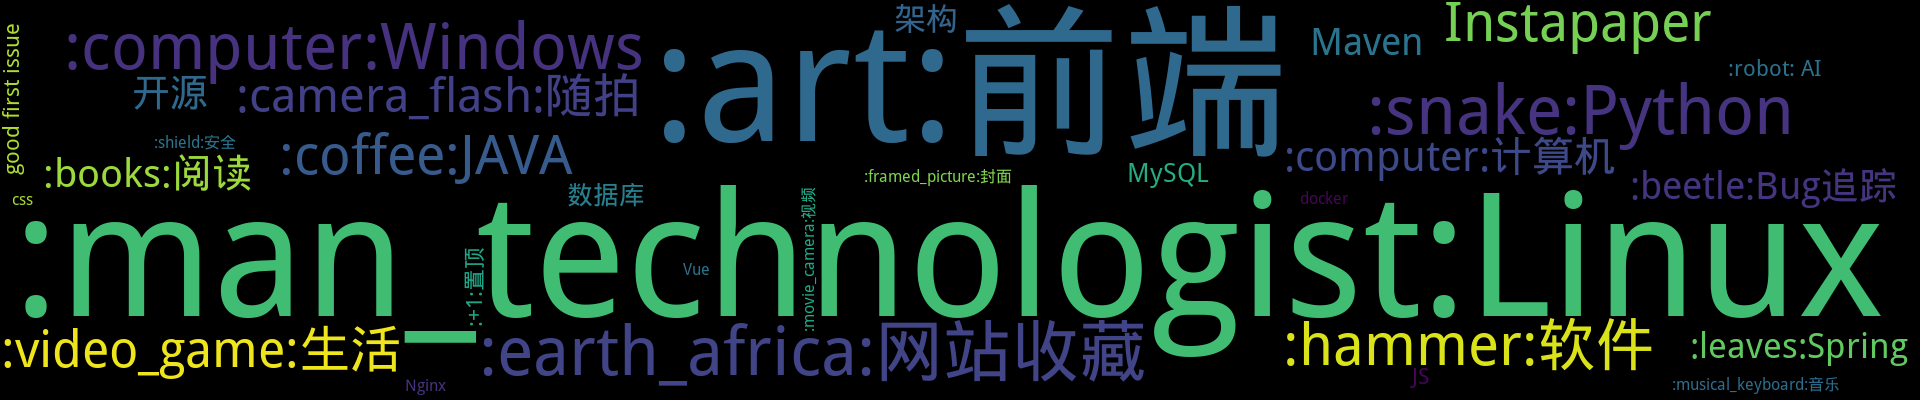 good first issue
:computer:Windows
:art:前端
架构
Maven
Instapaper
:robot: AI
开源
:camera_flash:随拍
:snake:Python
:shield:安全
:coffee:JAVA
:computer:计算机
:books:阅读
数据库
:framed_picture:封面
MySQL
docker
:beetle:Bug追踪
css
:man_technologist:Linux
:+1:置顶
Vue
:movie_camera:视频
:video_game:生活
:earth_africa:网站收藏
:hammer:软件
:leaves:Spring
Nginx
JS
:musical_keyboard:音乐